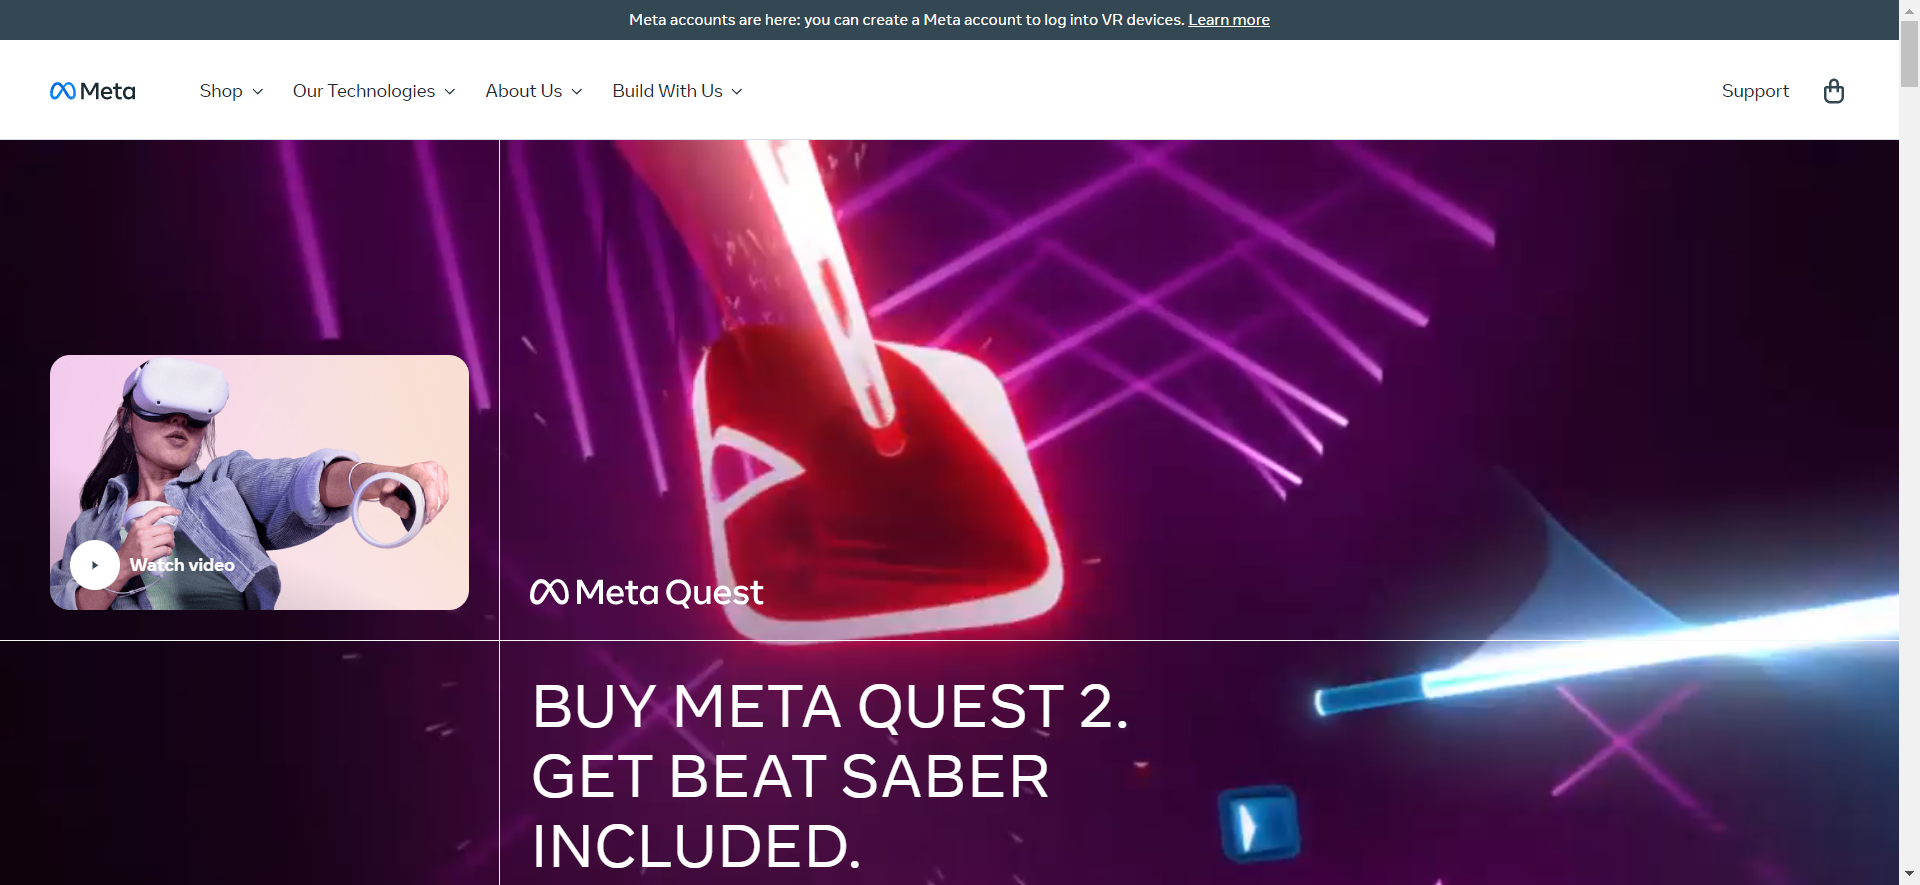 Meta accounts are here: you can create a Meta account to log into VR devices. Learn more
Meta
Shop
Our Technologies
About Us
Build With Us
Support
Watch video
Meta Quest
BUY META QUEST 2.
GET BEAT SABER
INCLUDED.